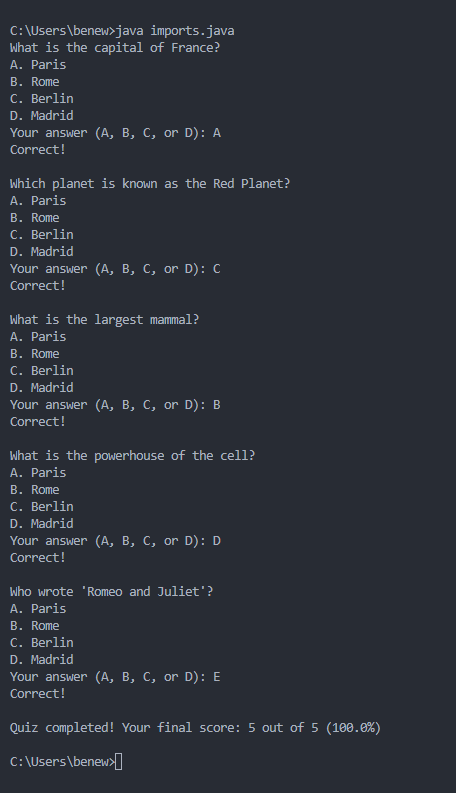 C:\Users\benew>java imports.java
What is the capital of France?
A. Paris
B. Rome
C. Berlin
D. Madrid
Your answer (A, B, C, or D): A
Correct!

Which planet is known as the Red Planet?
A. Paris
B. Rome
C. Berlin
D. Madrid
Your answer (A, B, C, or D): C
Correct!

What is the largest mammal?
A. Paris
B. Rome
C. Berlin
D. Madrid
Your answer (A, B, C, or D): B
Correct!

What is the powerhouse of the cell?
A. Paris
B. Rome
C. Berlin
D. Madrid
Your answer (A, B, C, or D): D
Correct!

Who wrote 'Romeo and Juliet'?
A. Paris
B. Rome
C. Berlin
D. Madrid
Your answer (A, B, C, or D): E
Correct!

Quiz completed! Your final score: 5 out of 5 (100.0%)

C:\Users\benew>